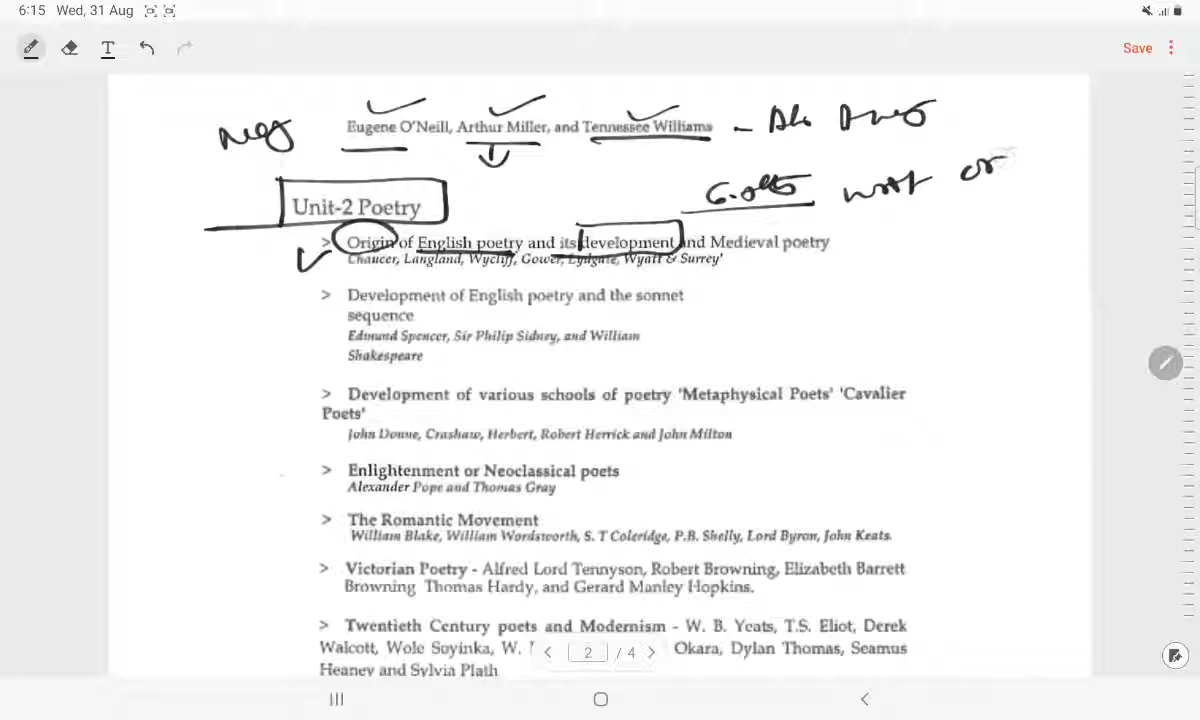 6:15 Wed, 31 Aug
T
Save
Eugene O'Neill, Arthur Miller, and Tennessee Williams -
Unit-2 Poetry
> Origin of English poetry and its development and Medieval poetry
Chaucer, Langland, Wycliff, Gower, Lydgate, Wyatt & Surrey'
> Development of English poetry and the sonnet
sequence
Edmund Spencer, Sir Philip Sidney, and William
Shakespeare
> Development of various schools of poetry 'Metaphysical Poets' 'Cavalier
Poets'
John Donne, Crashaw, Herbert, Robert Herrick and John Milton
> Enlightenment or Neoclassical poets
Alexander Pope and Thomas Gray
> The Romantic Movement
William Blake, William Wordsworth, S. T Coleridge, P.B. Shelly, Lord Byron, John Keats.
> Victorian Poetry - Alfred Lord Tennyson, Robert Browning, Elizabeth Barrett
Browning Thomas Hardy, and Gerard Manley Hopkins.
> Twentieth Century poets and Modernism - W. B. Yeats, T.S. Eliot, Derek
Walcott, Wole Soyinka, W. Okara, Dylan Thomas, Seamus
Heaney and Sylvia Plath
< 2 / 4 >